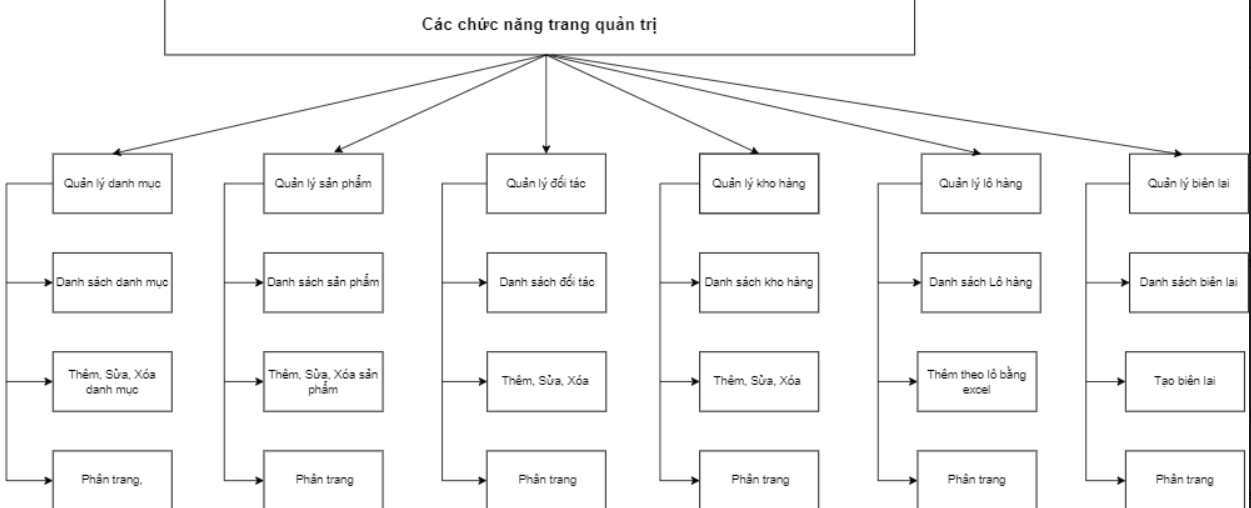 Các chức năng trang quản trị
Quản lý danh mục
Quản lý sản phẩm
Quản lý đối tác
Quản lý kho hàng
Quản lý lô hàng
Quản lý biên lai
Danh sách danh mục
Danh sách sản phẩm
Danh sách đối tác
Danh sách kho hàng
Danh sách Lô hàng
Danh sách biên lai
Thêm, Sửa, Xóa
danh mục
Thêm, Sửa, Xóa sản
phẩm
Thêm, Sửa, Xóa
Thêm, Sửa, Xóa
Thêm theo lô bằng
excel
Tạo biên lai
Phân trang,
Phân trang
Phân trang
Phân trang
Phân trang
Phân trang